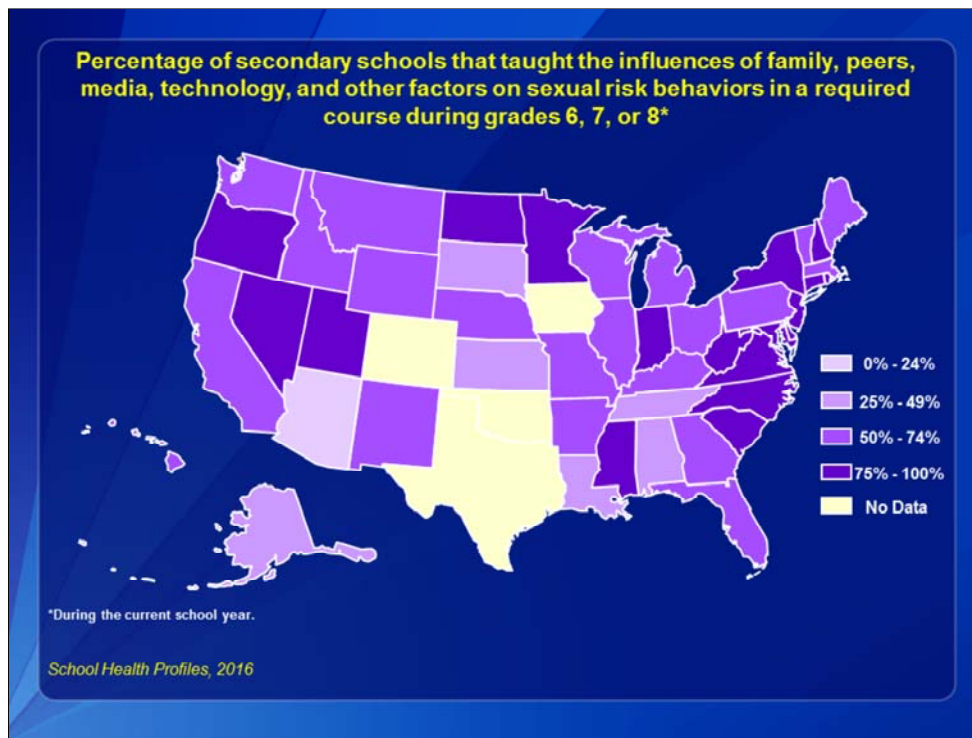 Percentage of secondary schools that taught the influences of family, peers,
media, technology, and other factors on sexual risk behaviors in a required
course during grades 6, 7, or 8*
0% - 24%
25% - 49%
50% - 74%
75% - 100%
No Data
*During the current school year.
School Health Profiles, 2016